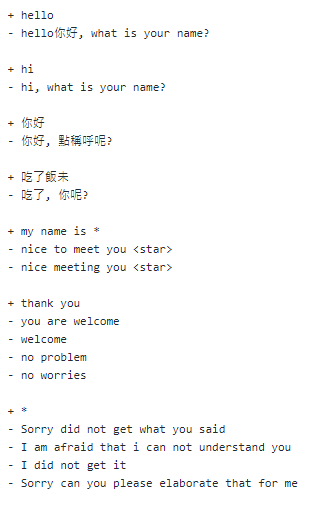 + hello
- hello你好, what is your name?
+ hi
- hi, what is your name?
+ 你好
- 你好, 點稱呼呢?
+ 吃了飯未
- 吃了, 你呢?
+ my name is *
- nice to meet you <star>
- nice meeting you <star>
+ thank you
- you are welcome
- welcome
- no problem
- no worries
+ *
- Sorry did not get what you said
- I am afraid that i can not understand you
- I did not get it
- Sorry can you please elaborate that for me